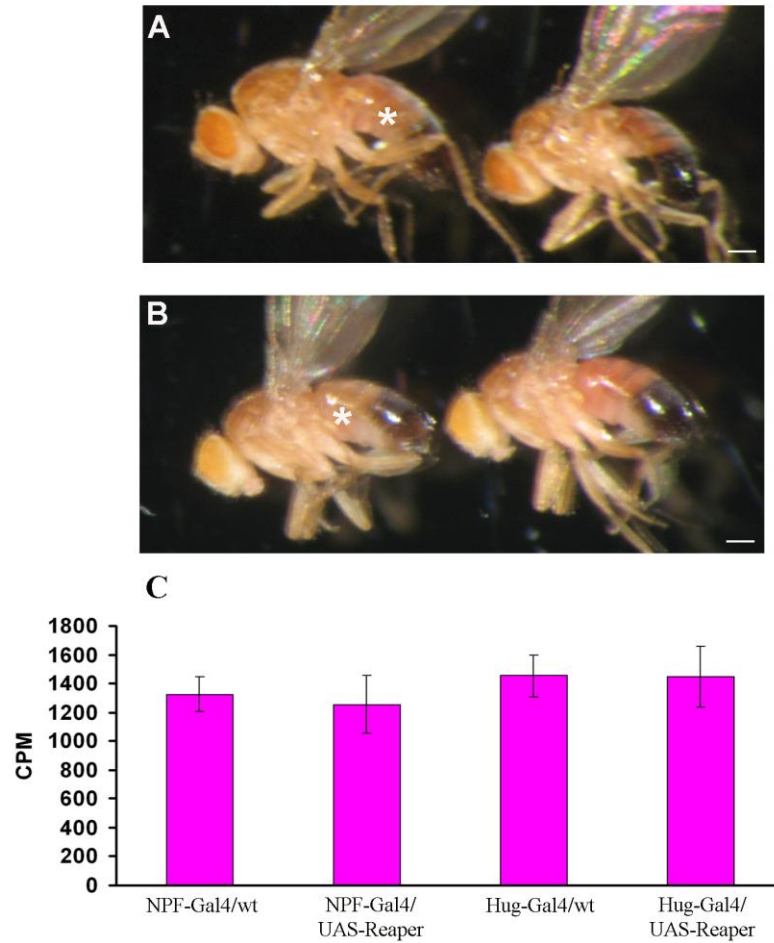 A
*
B
*
C
1800
1600
1400
1200
1000
800
600
400
200
0
CPM
NPF-Gal4/wt
NPF-Gal4/
UAS-Reaper
Hug-Gal4/wt
Hug-Gal4/
UAS-Reaper